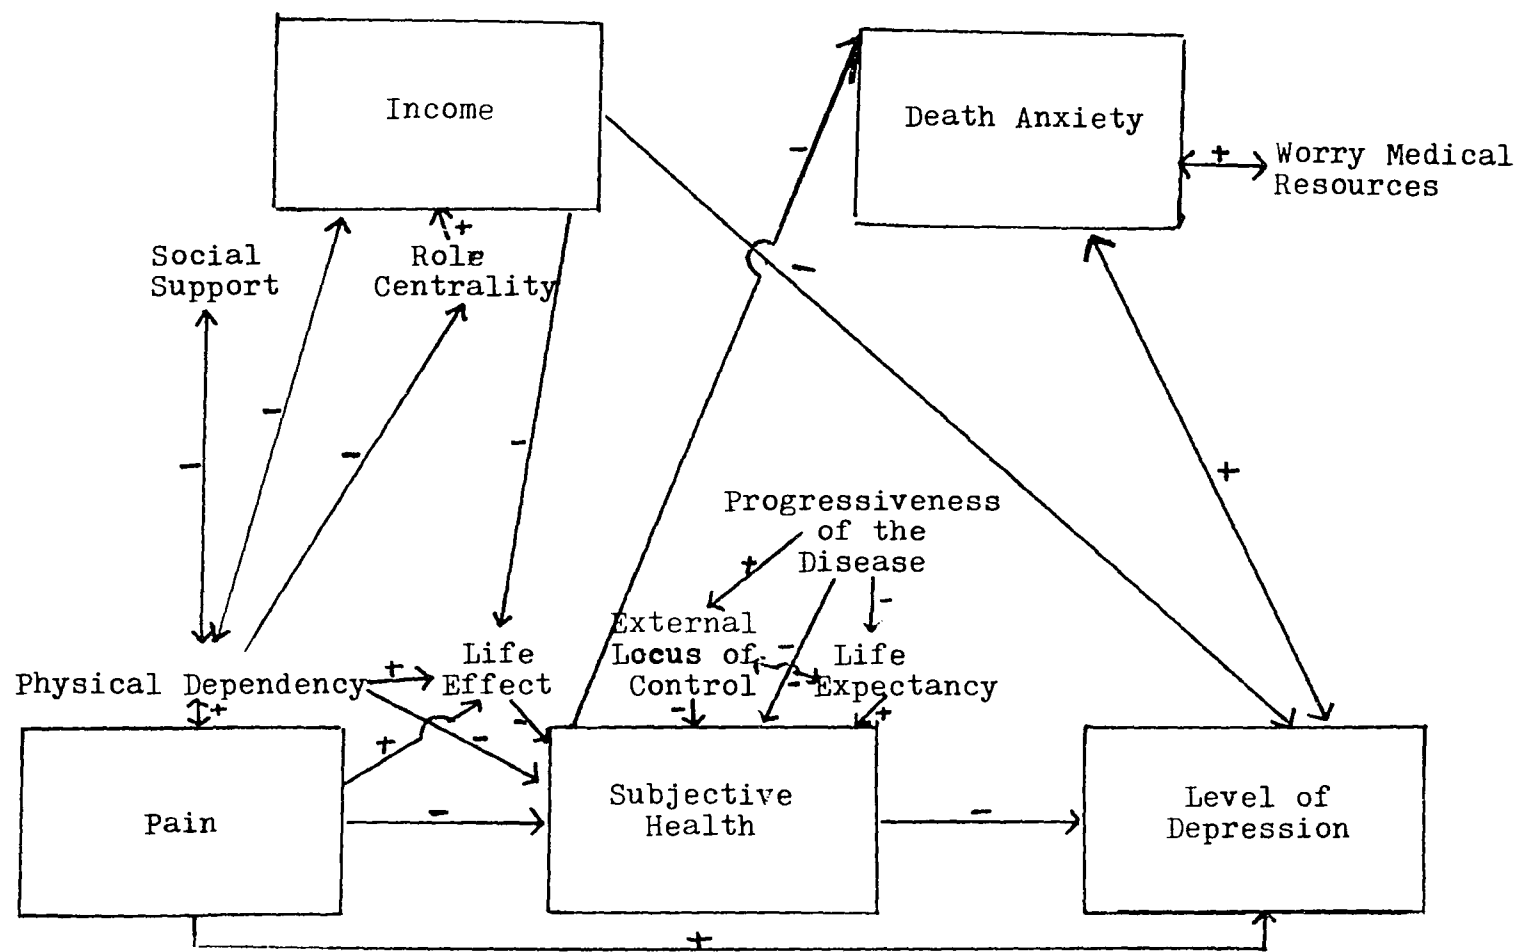 Income
Death Anxiety
Worry Medical
Resources
-
+
+
Social
Support
Role
Centrality
-
-
-
-
-
+
Progressiveness
of the
Disease
+
-
External
Locus of
Control
-
-
Life
Expectancy
Life
Effect
Physical Dependency
+
+
-
+
-
-
+
Pain
-
Subjective
Health
-
Level of
Depression
+